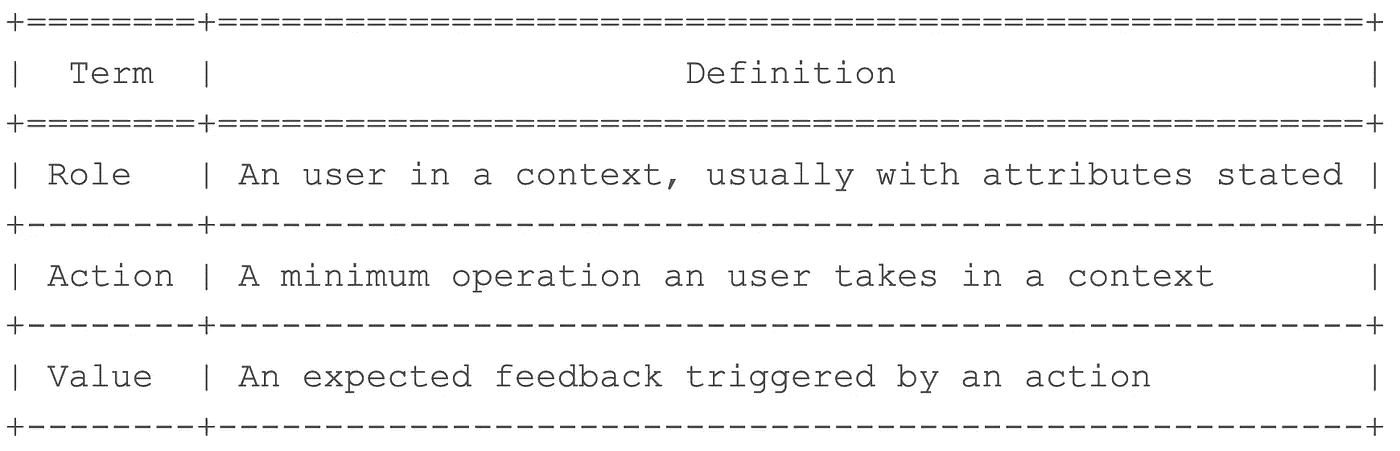 +========+======================================================+
|  Term  |                      Definition                      |
+========+======================================================+
| Role   | An user in a context, usually with attributes stated |
+--------+------------------------------------------------------+
| Action | A minimum operation an user takes in a context       |
+--------+------------------------------------------------------+
| Value  | An expected feedback triggered by an action          |
+--------+------------------------------------------------------+